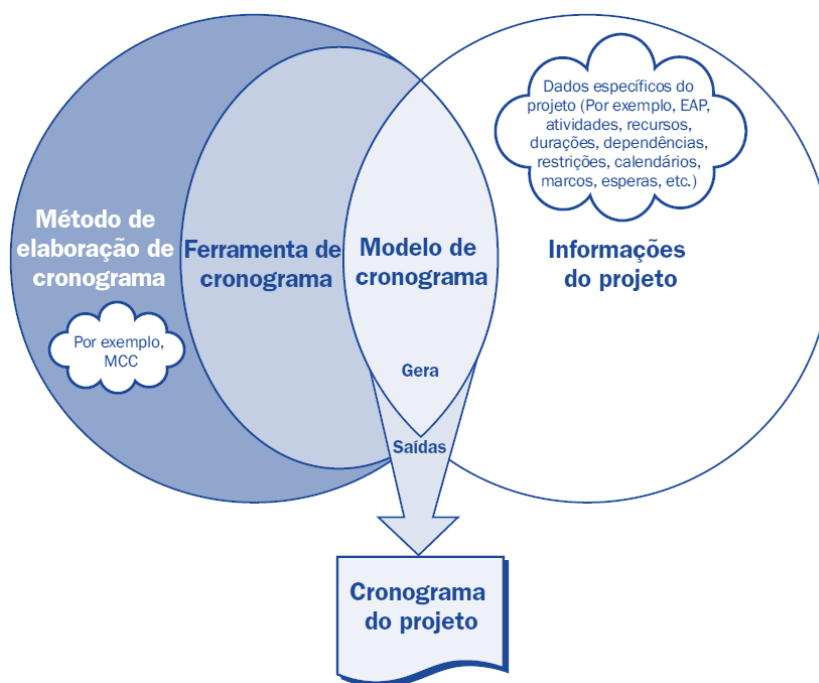 Método de
elaboração de
cronograma
Por exemplo,
MCC
Ferramenta de
cronograma
Modelo de
cronograma
Dados específicos do
projeto (Por exemplo, EAP,
atividades, recursos,
durações, dependências,
restrições, calendários,
marcos, esperas, etc.)
Informações
do projeto
Gera
Saídas
Cronograma
do projeto